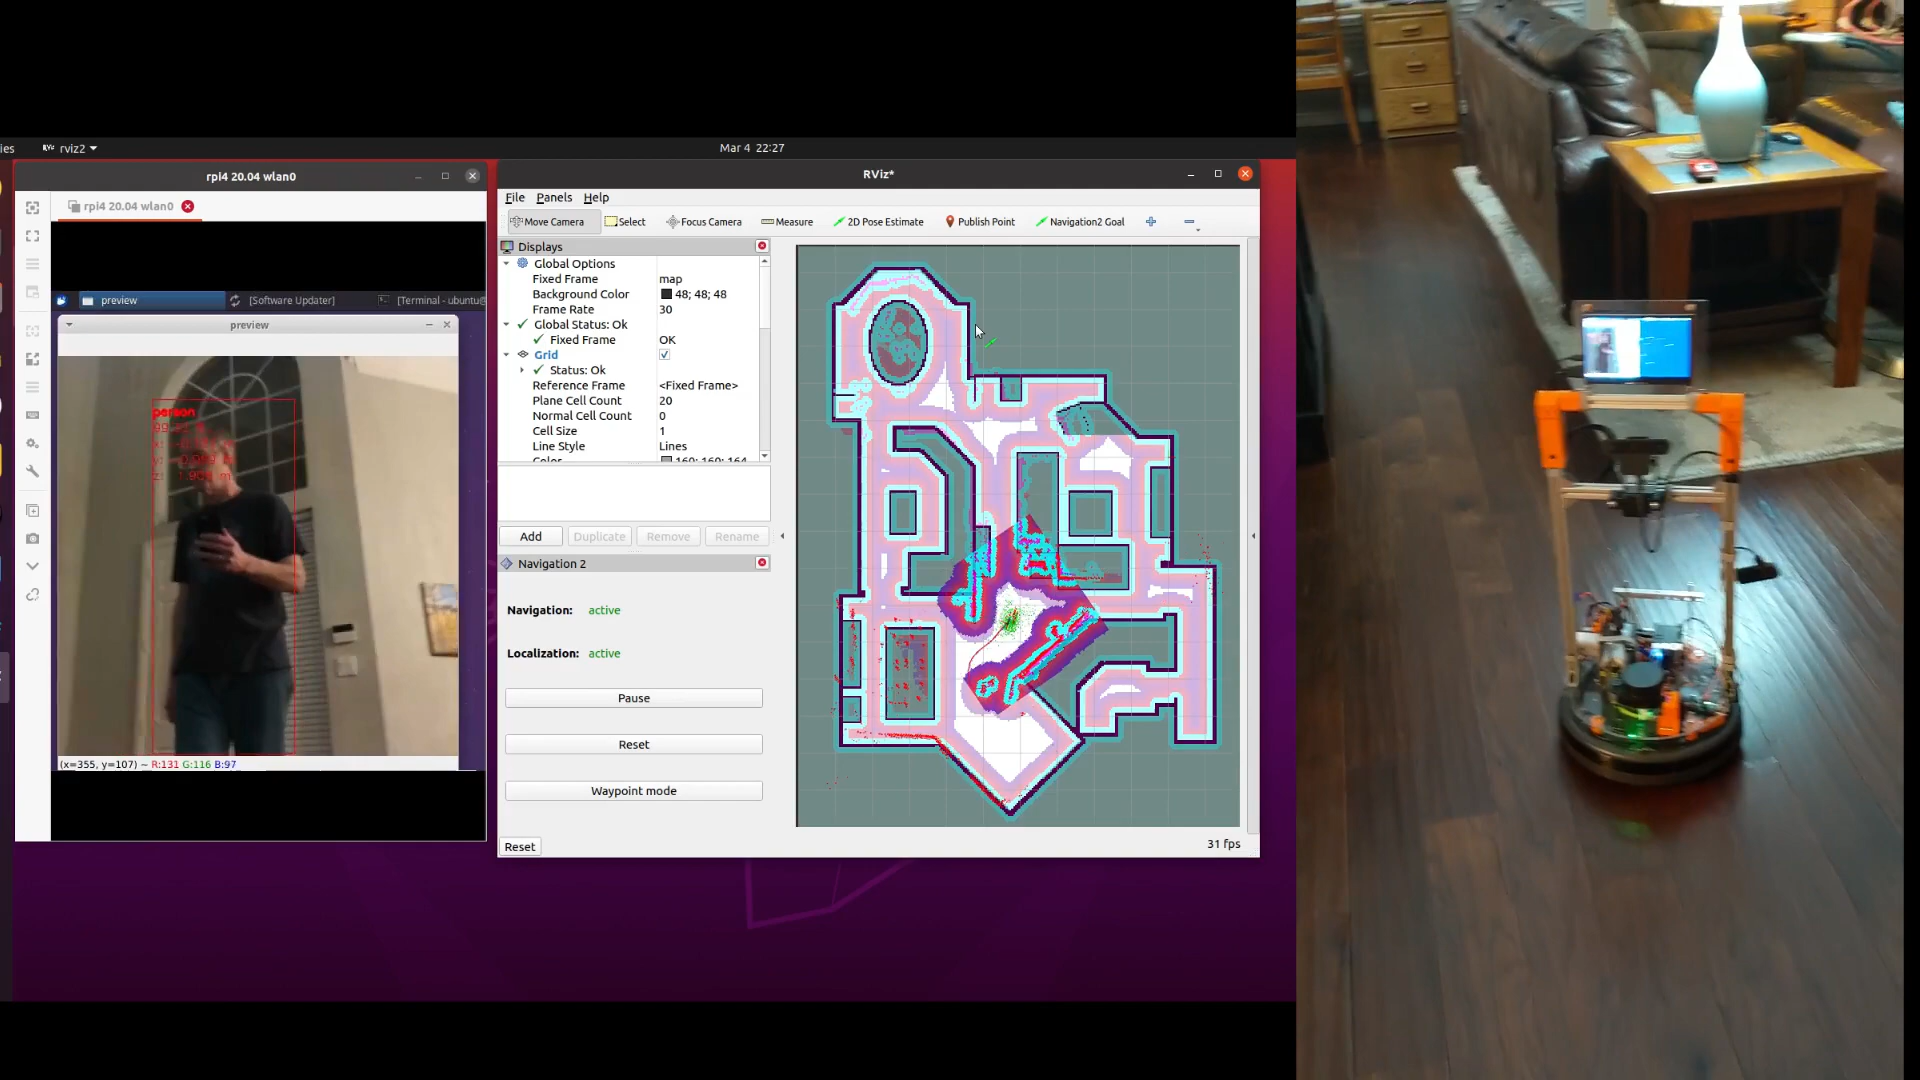 ies
rviz2
Mar 4 22:27
rpi4 20.04 wlan0
rpi4 20.04 wlan0
preview
[Software Updater]
[Terminal - ubuntu@
preview
person
(x=355, y=107) ~ R:131 G:116 B:97
RViz*
File Panels Help
Move Camera Select Focus Camera Measure 2D Pose Estimate Publish Point Navigation2 Goal
Displays
Global Options
Fixed Frame map
Background Color 48; 48; 48
Frame Rate 30
Global Status: Ok
Fixed Frame OK
Grid
Status: Ok
Reference Frame <Fixed Frame>
Plane Cell Count 20
Normal Cell Count 0
Cell Size 1
Line Style Lines
Color 160; 160; 164
Add Duplicate Remove Rename
Navigation 2
Navigation: active
Localization: active
Pause
Reset
Waypoint mode
Reset
31 fps